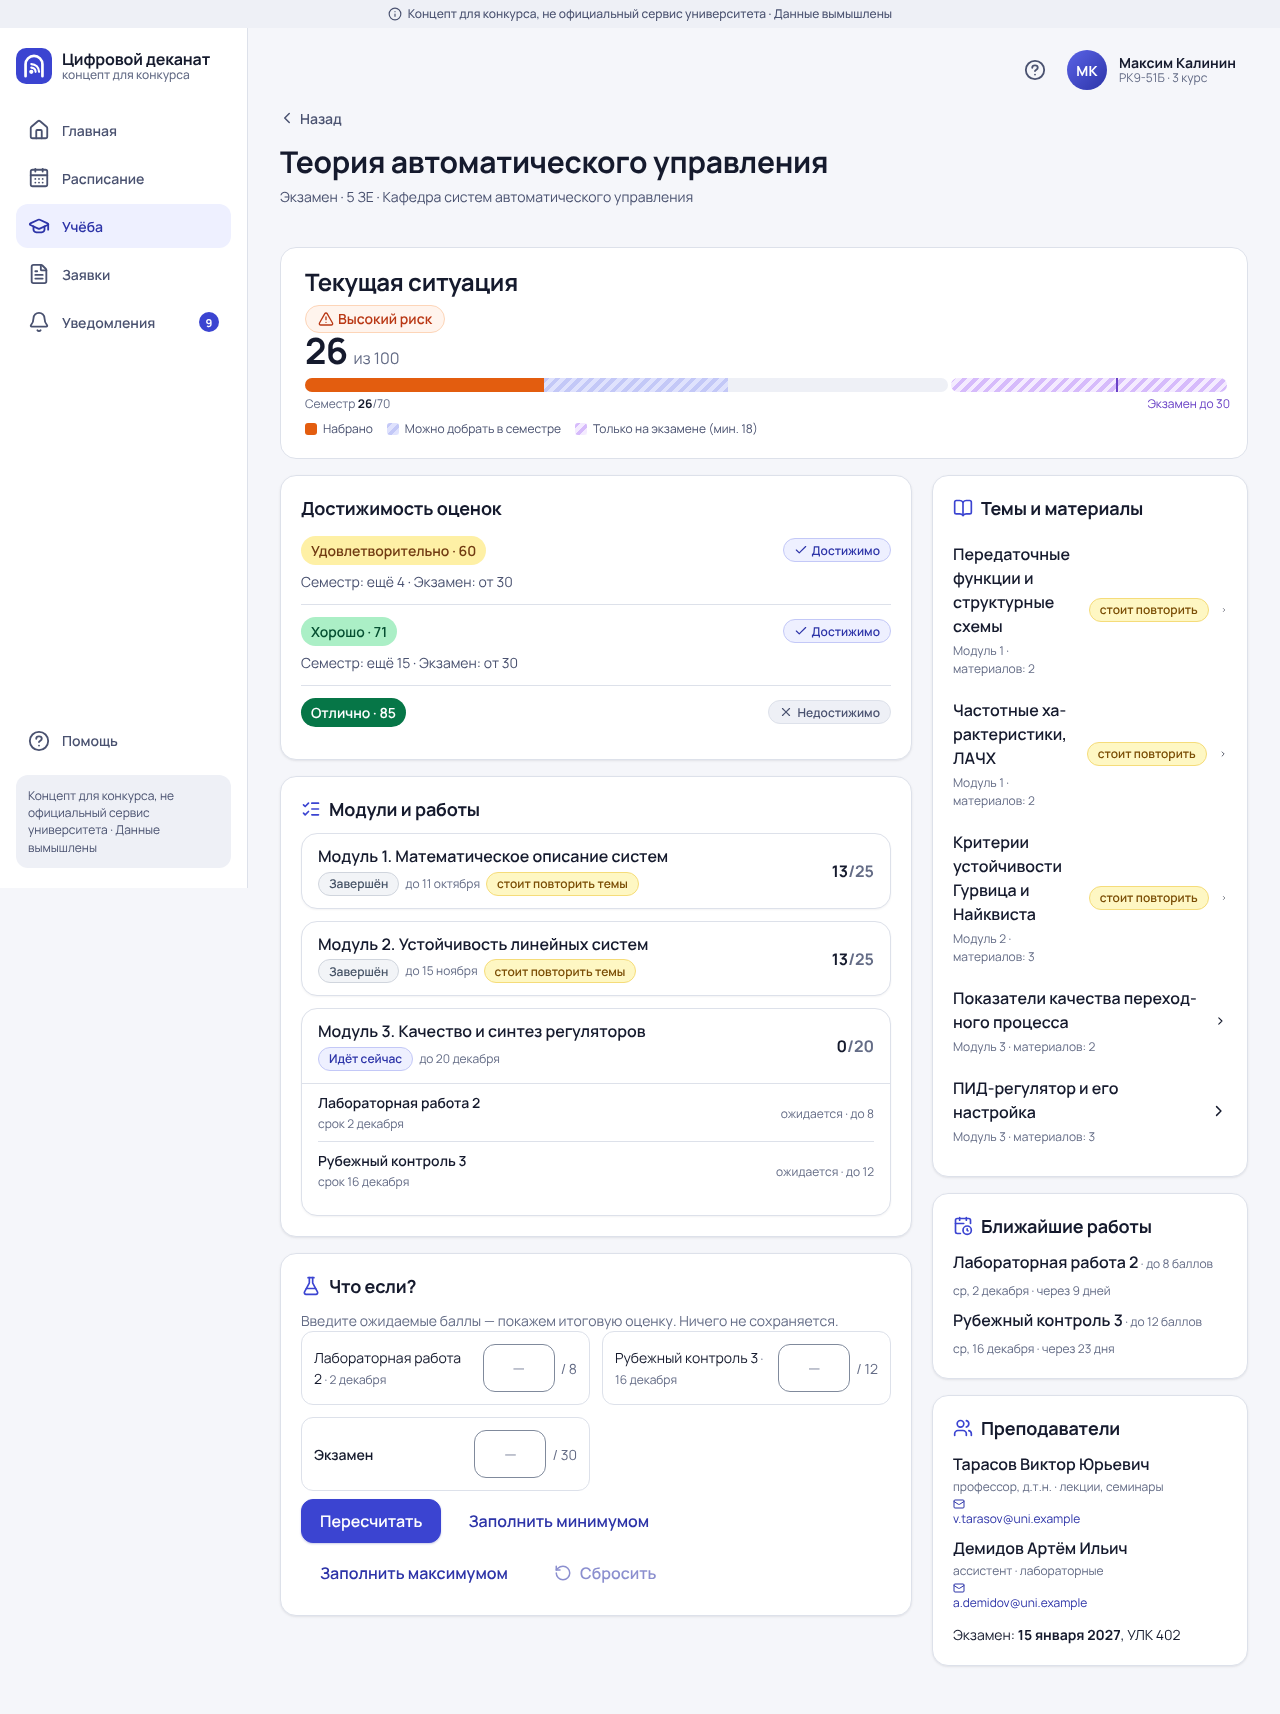 Концепт для конкурса, не официальный сервис университета · Данные вымышлены
Цифровой деканат
концепт для конкурса
Главная
Расписание
Учёба
Заявки
Уведомления 9
Помощь
Концепт для конкурса, не
официальный сервис
университета · Данные
вымышлены
МК
Максим Калинин
РК9-51Б · 3 курс
Назад
Теория автоматического управления
Экзамен · 5 ЗЕ · Кафедра систем автоматического управления
Текущая ситуация
Высокий риск
26 из 100
Семестр 26/70
Экзамен до 30
Набрано
Можно добрать в семестре
Только на экзамене (мин. 18)
Достижимость оценок
Удовлетворительно · 60
Достижимо
Семестр: ещё 4 · Экзамен: от 30
Хорошо · 71
Достижимо
Семестр: ещё 15 · Экзамен: от 30
Отлично · 85
Недостижимо
Модули и работы
Модуль 1. Математическое описание систем
Завершён до 11 октября стоит повторить темы
13/25
Модуль 2. Устойчивость линейных систем
Завершён до 15 ноября стоит повторить темы
13/25
Модуль 3. Качество и синтез регуляторов
Идёт сейчас до 20 декабря
0/20
Лабораторная работа 2
срок 2 декабря
ожидается · до 8
Рубежный контроль 3
срок 16 декабря
ожидается · до 12
Что если?
Введите ожидаемые баллы — покажем итоговую оценку. Ничего не сохраняется.
Лабораторная работа
2 · 2 декабря
—
/ 8
Рубежный контроль 3 ·
16 декабря
—
/ 12
Экзамен
—
/ 30
Пересчитать
Заполнить минимумом
Заполнить максимумом
Сбросить
Темы и материалы
Передаточные
функции и
структурные
схемы
Модуль 1 ·
материалов: 2
стоит повторить
Частотные ха-
рактеристики,
ЛАЧХ
Модуль 1 ·
материалов: 2
стоит повторить
Критерии
устойчивости
Гурвица и
Найквиста
Модуль 2 ·
материалов: 3
стоит повторить
Показатели качества переход-
ного процесса
Модуль 3 · материалов: 2
ПИД-регулятор и его
настройка
Модуль 3 · материалов: 3
Ближайшие работы
Лабораторная работа 2 · до 8 баллов
ср, 2 декабря · через 9 дней
Рубежный контроль 3 · до 12 баллов
ср, 16 декабря · через 23 дня
Преподаватели
Тарасов Виктор Юрьевич
профессор, д.т.н. · лекции, семинары
v.tarasov@uni.example
Демидов Артём Ильич
ассистент · лабораторные
a.demidov@uni.example
Экзамен: 15 января 2027, УЛК 402